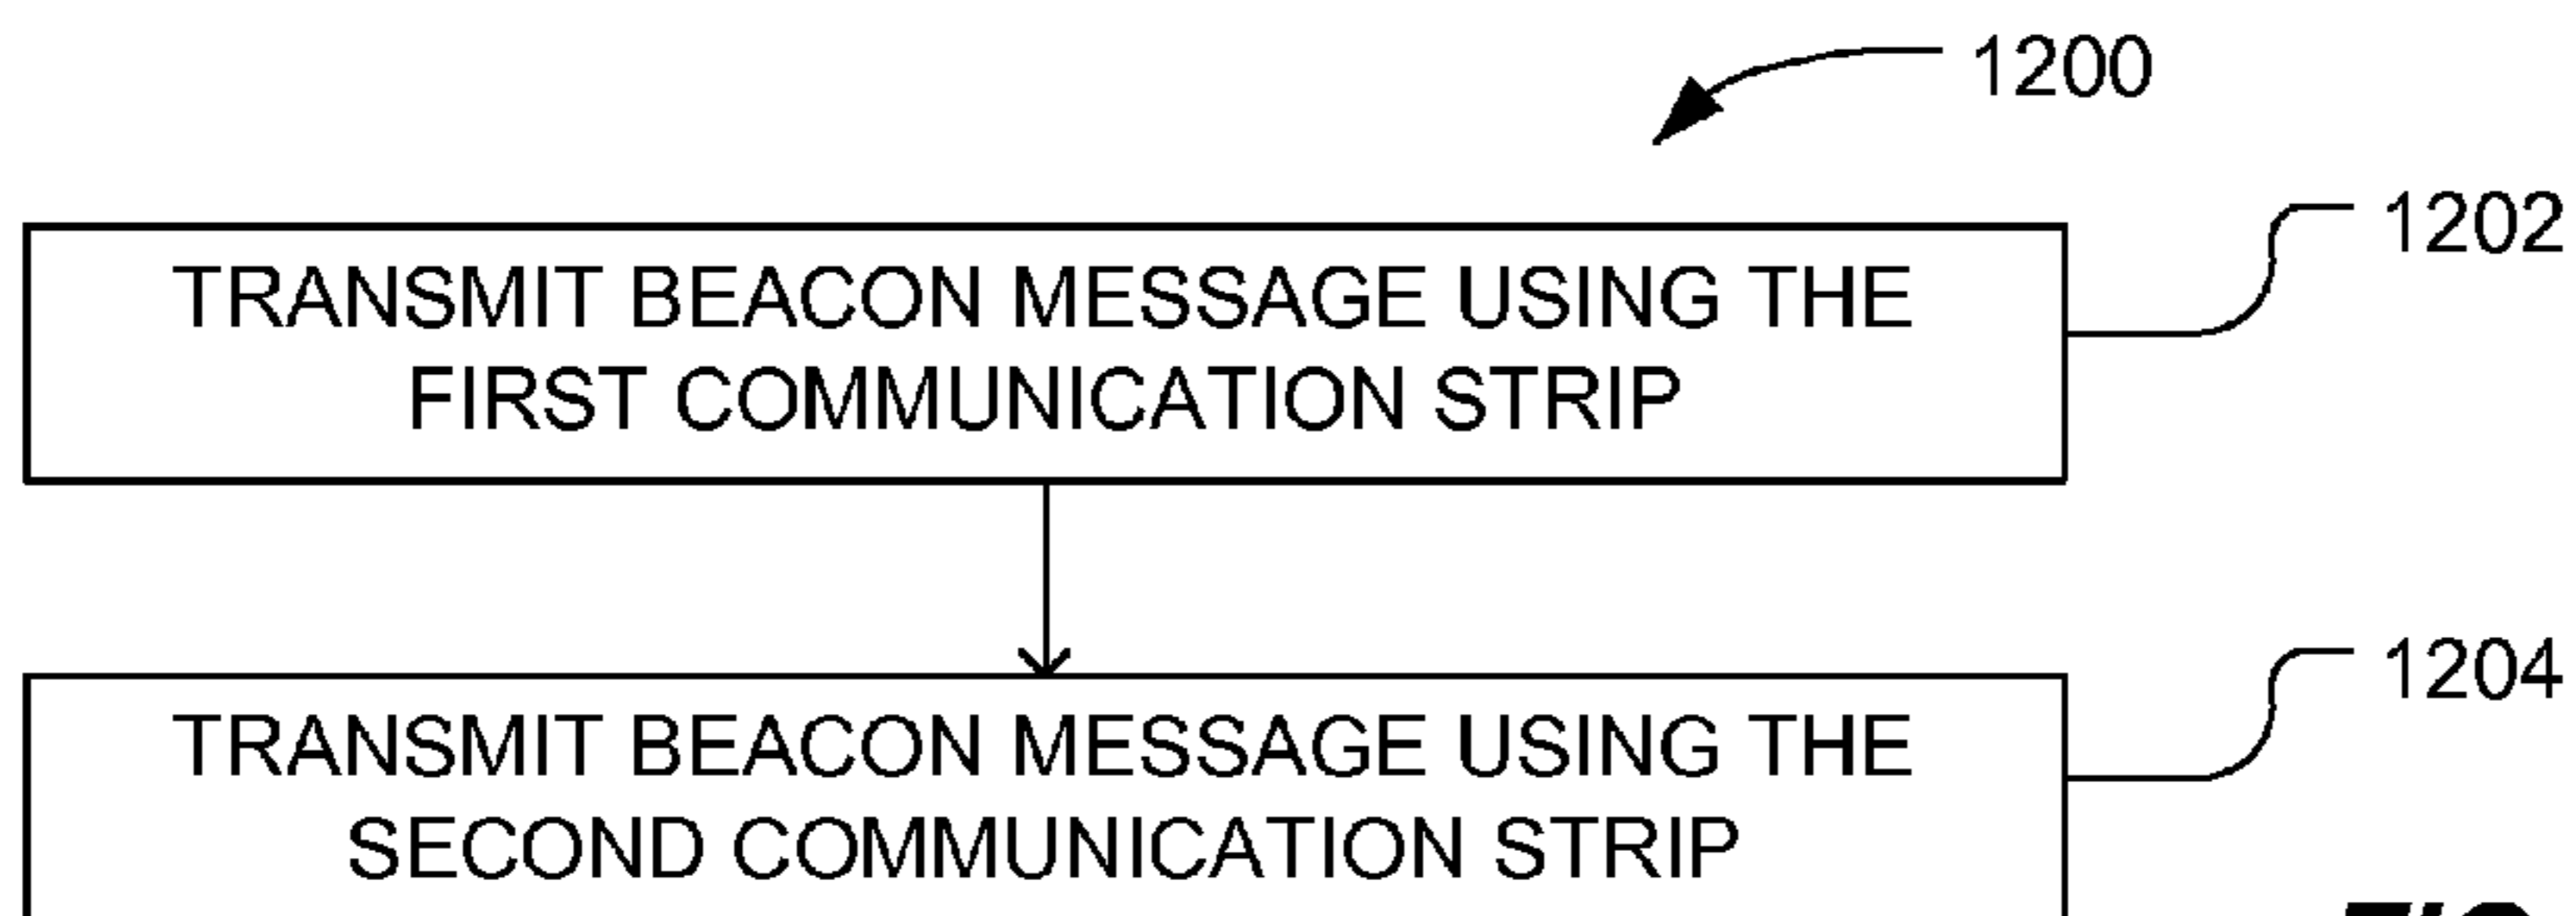 1200
1202
TRANSMIT BEACON MESSAGE USING THE
FIRST COMMUNICATION STRIP
1204
TRANSMIT BEACON MESSAGE USING THE
SECOND COMMUNICATION STRIP